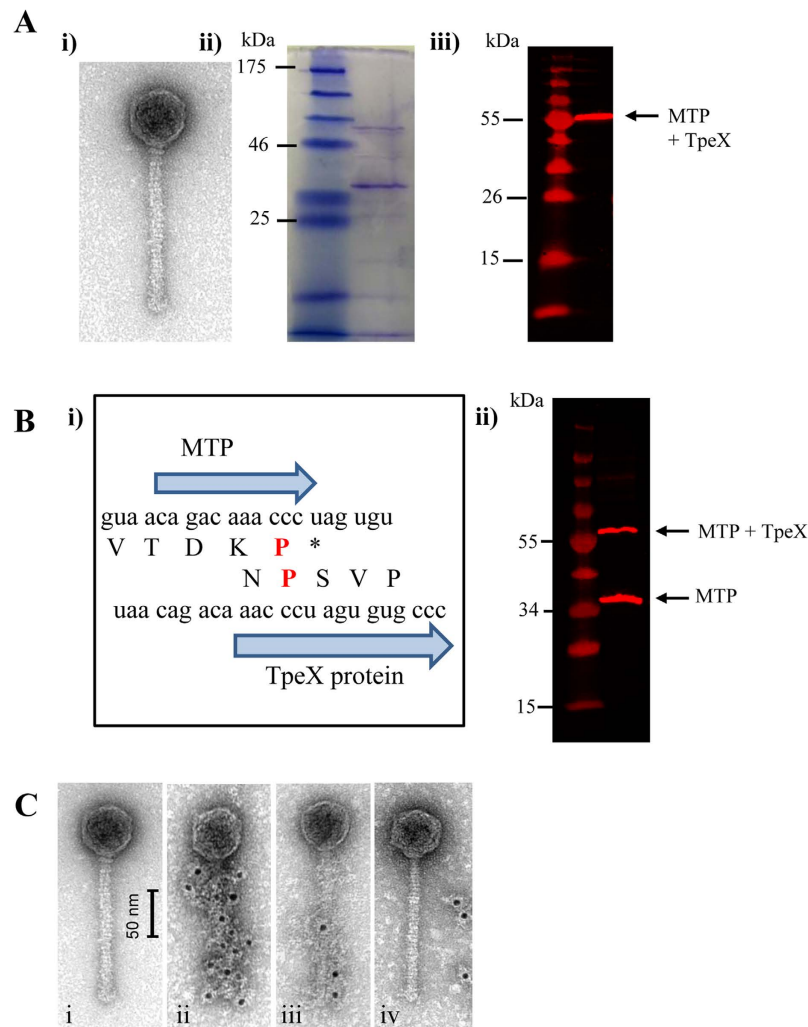 A
i)
ii)
kDa
175
46
25
iii)
kDa
55
26
15
MTP
+ TpeX
B
i)
MTP
gua aca gac aaa ccc uag ugu
V T D K P *
N P S V P
uaa cag aca aac ccu agu gug ccc
TpeX protein
ii)
kDa
55
34
15
MTP + TpeX
MTP
C
50 nm
i
ii
iii
iv